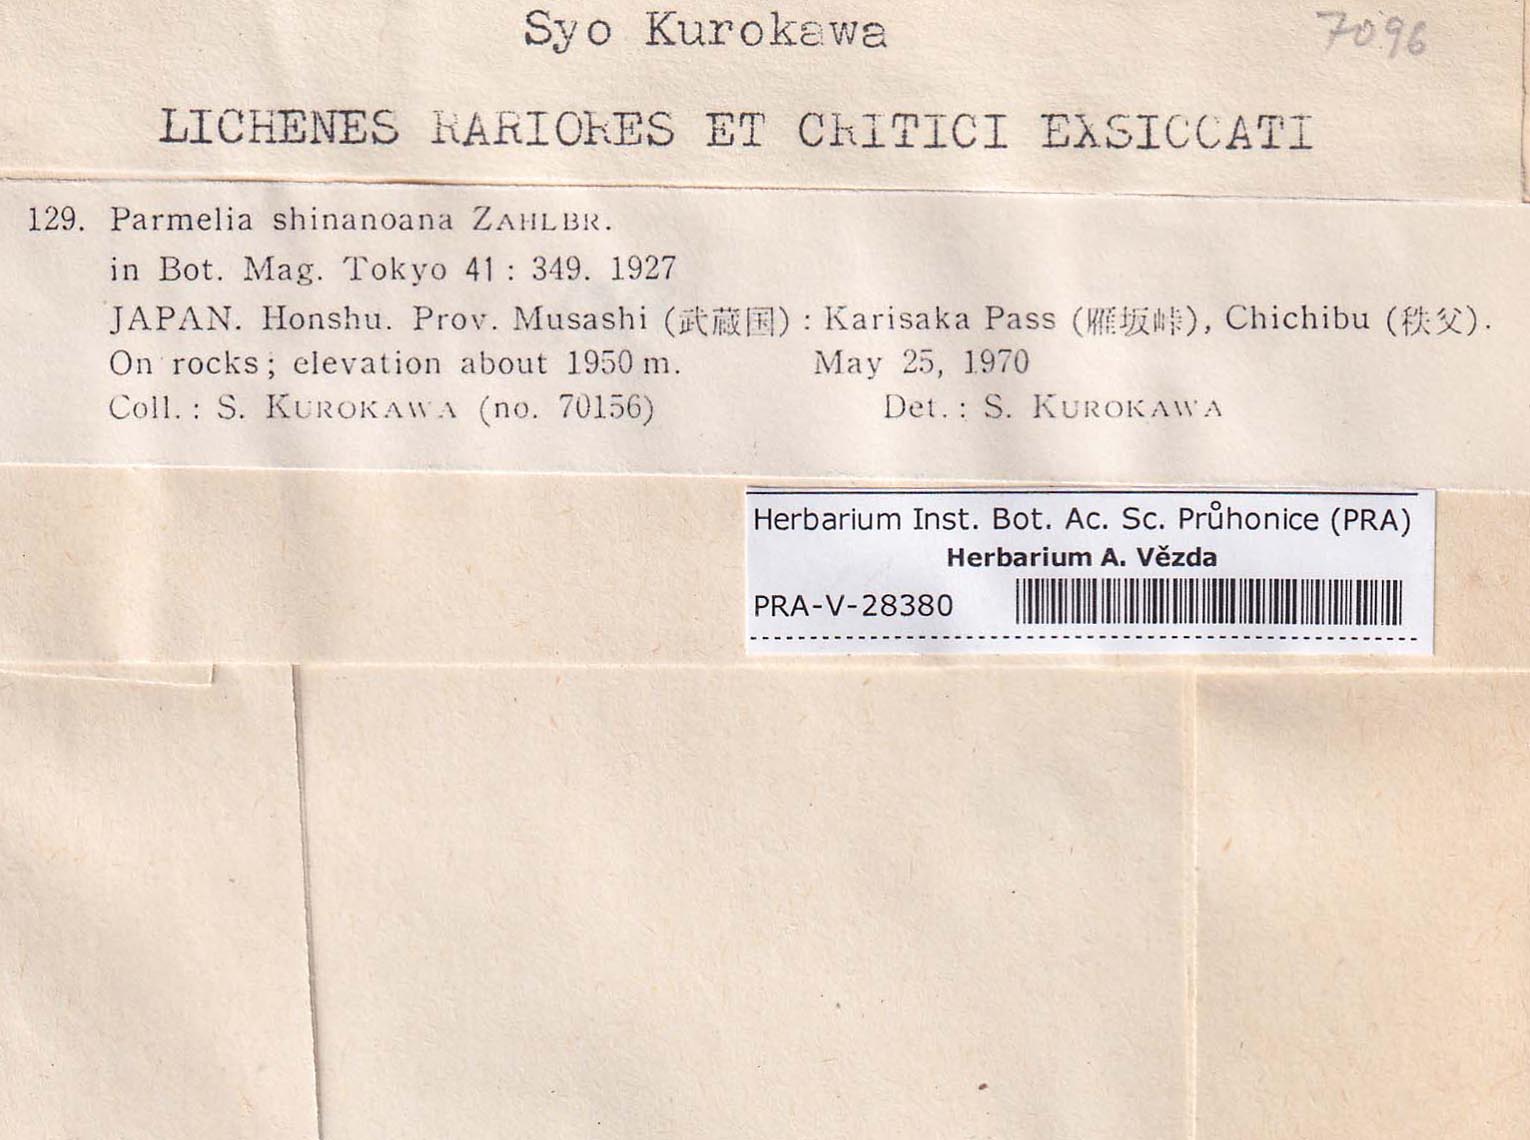 Syo Kurokawa
7096
LICHENES RARIORES ET CRITICI EXSICCATI
129. Parmelia shinanoana ZAHLBR.
in Bot. Mag. Tokyo 41 : 349. 1927
JAPAN. Honshu. Prov. Musashi (武蔵国) : Karisaka Pass (雁坂峠), Chichibu (秩父).
On rocks ; elevation about 1950 m. May 25, 1970
Coll. : S. KUROKAWA (no. 70156) Det. : S. KUROKAWA
Herbarium Inst. Bot. Ac. Sc. Průhonice (PRA)
Herbarium A. Vězda
PRA-V-28380